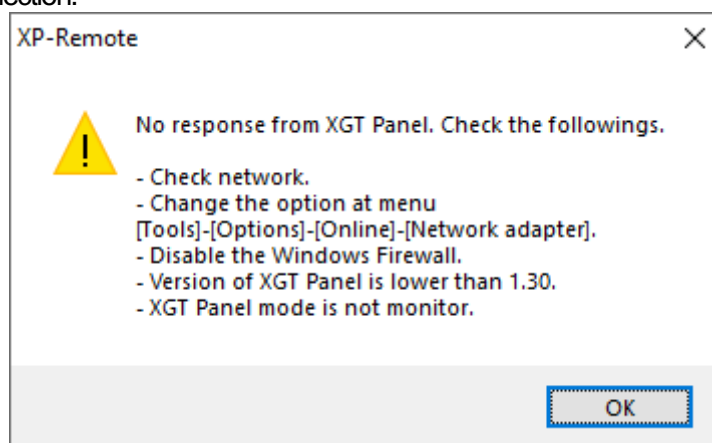 XP-Remote
No response from XGT Panel. Check the followings.
- Check network.
- Change the option at menu
[Tools]-[Options]-[Online]-[Network adapter].
- Disable the Windows Firewall.
- Version of XGT Panel is lower than 1.30.
- XGT Panel mode is not monitor.
OK